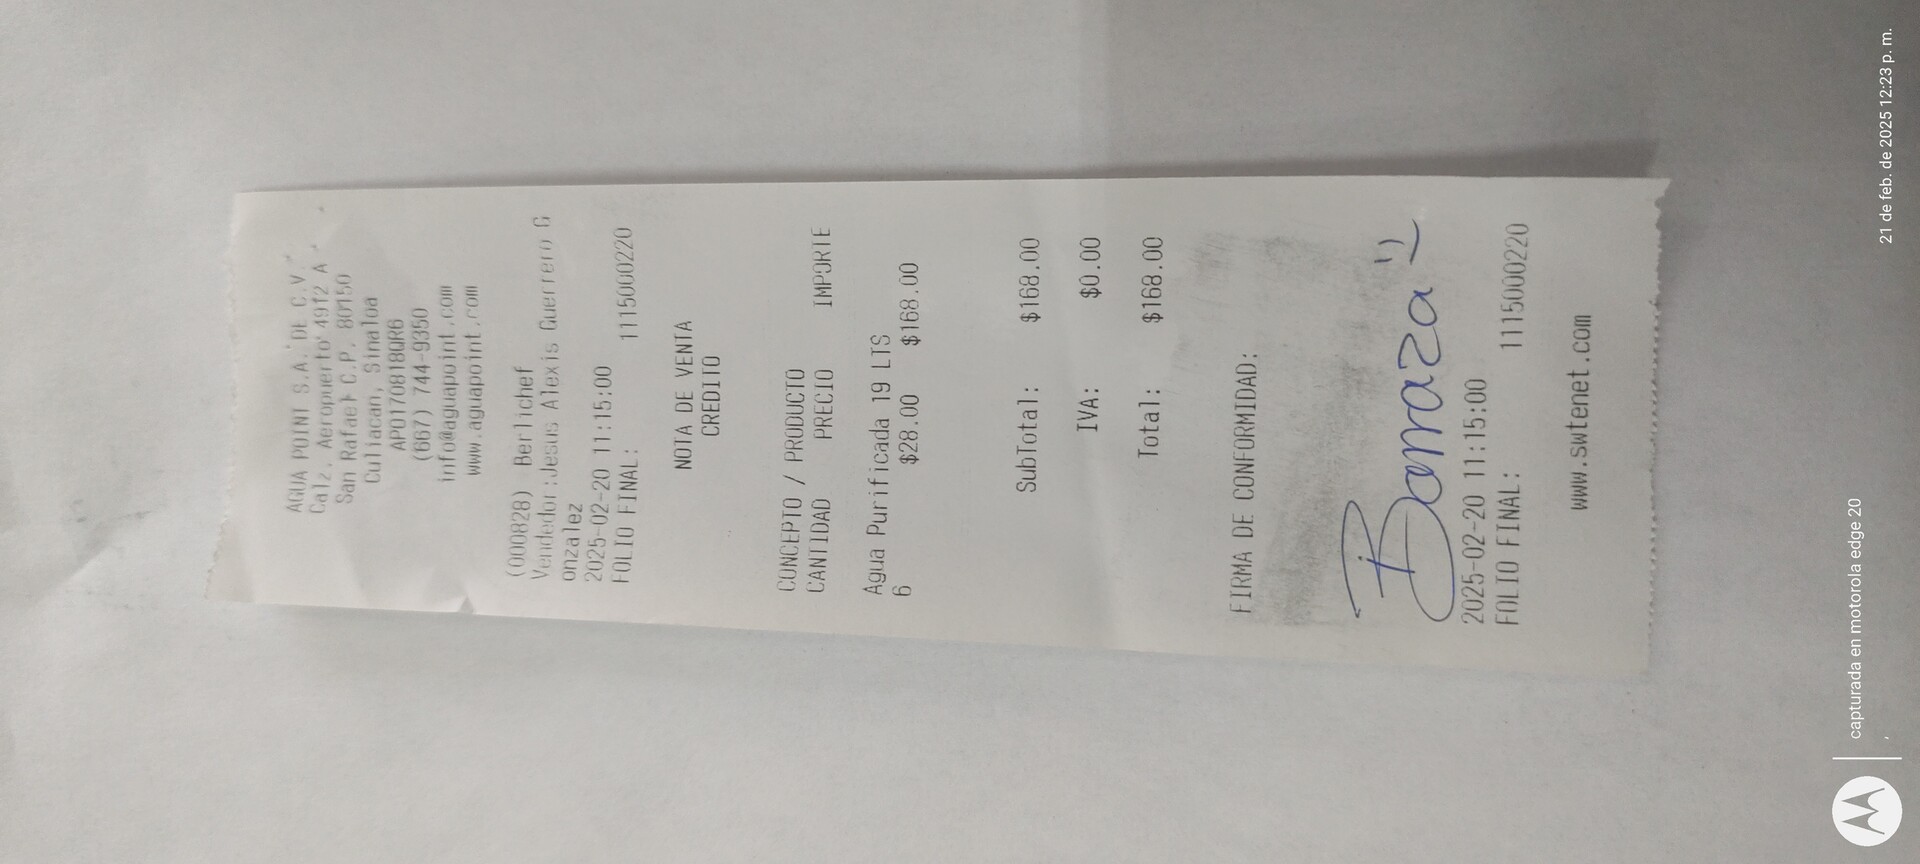 AGUA POINT S.A. DE C.V.
Calz. Aeropuerto 4912 A
San Rafael C.P. 80150
Culiacan, Sinaloa
APO170818QR6
(667) 744-9350
info@aguapoint.com
www.aguapoint.com
(000828) Berlichef
Vendedor:Jesus Alexis Guerrero G
onzalez
2025-02-20 11:15:00
FOLIO FINAL: 1115000220
NOTA DE VENTA
CREDITO
CONCEPTO / PRODUCTO
CANTIDAD PRECIO IMPORTE
Agua Purificada 19 LTS
6 $28.00 $168.00
SubTotal: $168.00
IVA: $0.00
Total: $168.00
FIRMA DE CONFORMIDAD:
Barraza
2025-02-20 11:15:00
FOLIO FINAL: 1115000220
www.swtenet.com
capturada en motorola edge 20
21 de feb. de 2025 12:23 p. m.